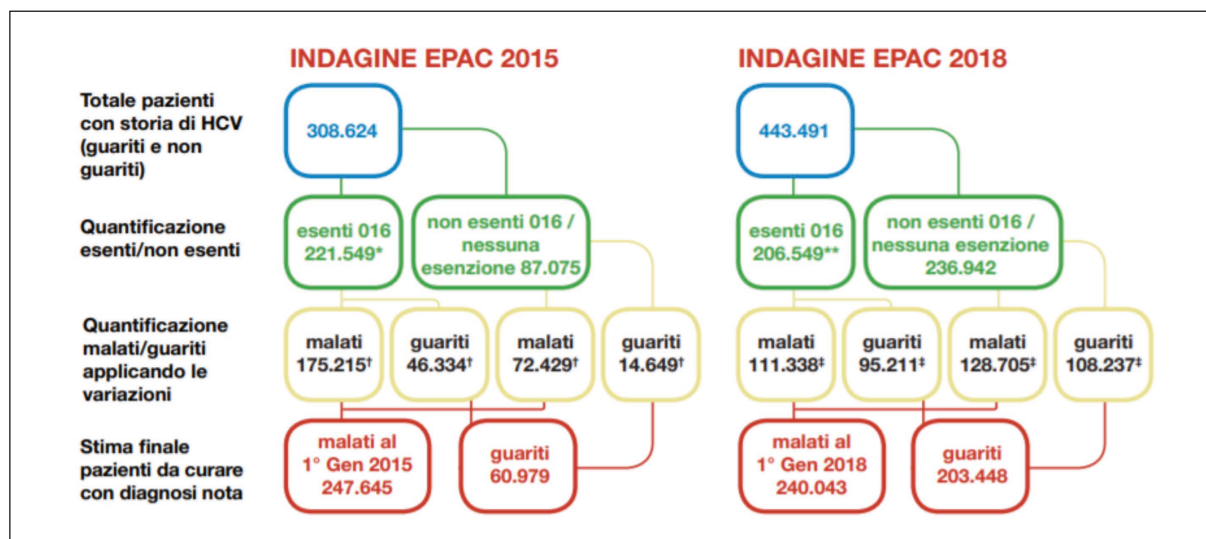 INDAGINE EPAC 2015
INDAGINE EPAC 2018
Totale pazienti
con storia di HCV
(guariti e non
guariti)
308.624
443.491
Quantificazione
esenti/non esenti
esenti 016
221.549*
non esenti 016 /
nessuna
esenzione 87.075
esenti 016
206.549**
non esenti 016 /
nessuna esenzione
236.942
Quantificazione
malati/guariti
applicando le
variazioni
malati
175.215†
guariti
46.334†
malati
72.429†
guariti
14.649†
malati
111.338‡
guariti
95.211‡
malati
128.705‡
guariti
108.237‡
Stima finale
pazienti da curare
con diagnosi nota
malati al
1° Gen 2015
247.645
guariti
60.979
malati al
1° Gen 2018
240.043
guariti
203.448